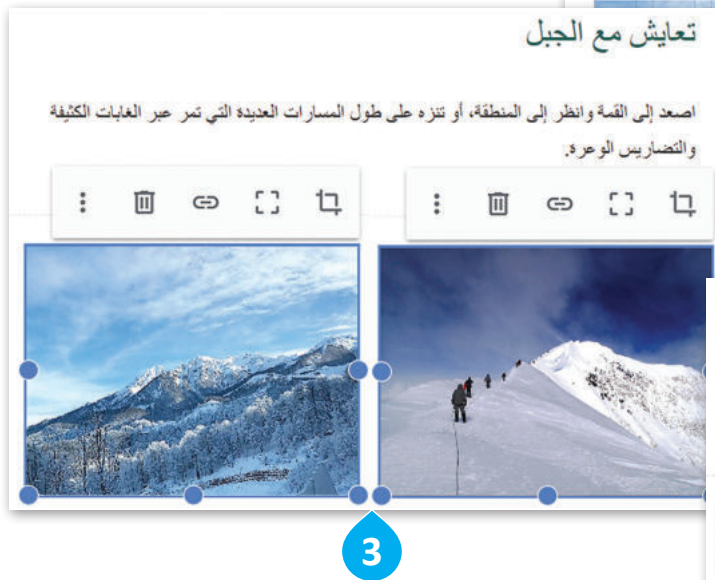 تعايش مع الجبل
اصعد إلى القمة وانظر إلى المنطقة، أو تنزه على طول المسارات العديدة التي تمر عبر الغابات الكثيفة
والتضاريس الوعرة.
3